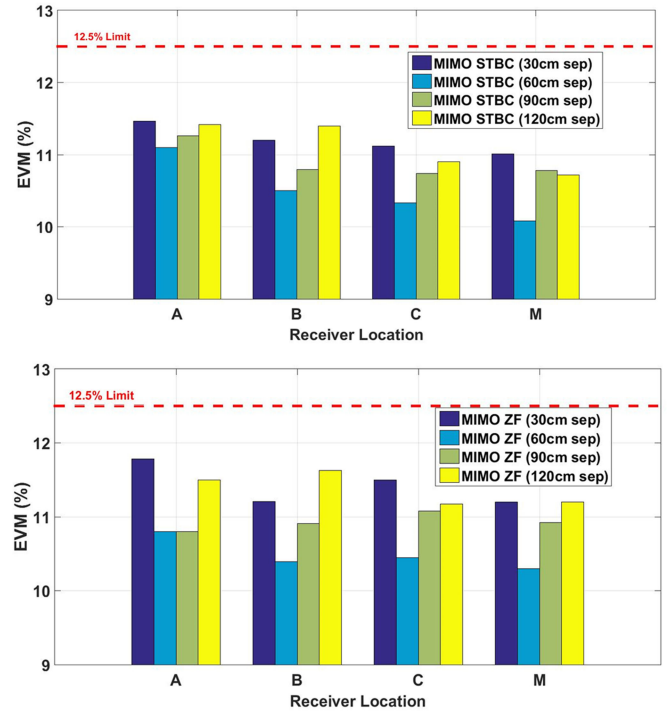 13
12.5% Limit
12
MIMO STBC (30cm sep)
MIMO STBC (60cm sep)
MIMO STBC (90cm sep)
MIMO STBC (120cm sep)
EVM (%)
11
10
9
A B C M
Receiver Location
13
12.5% Limit
12
MIMO ZF (30cm sep)
MIMO ZF (60cm sep)
MIMO ZF (90cm sep)
MIMO ZF (120cm sep)
EVM (%)
11
10
9
A B C M
Receiver Location